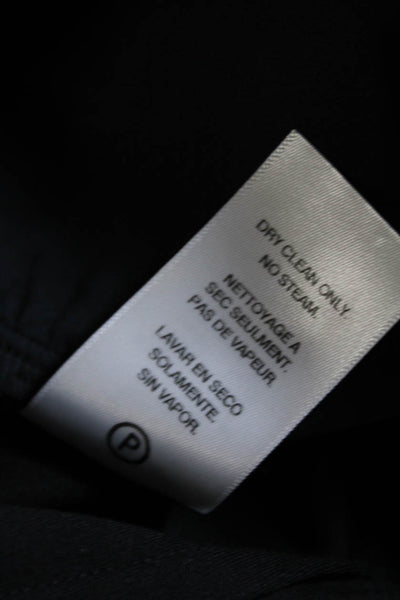 DRY CLEAN ONLY.
NO STEAM.
NETTOYAGE A
SEC SEULMENT.
PAS DE VAPEUR.
LAVAR EN SECO
SOLAMENTE.
SIN VAPOR.
P